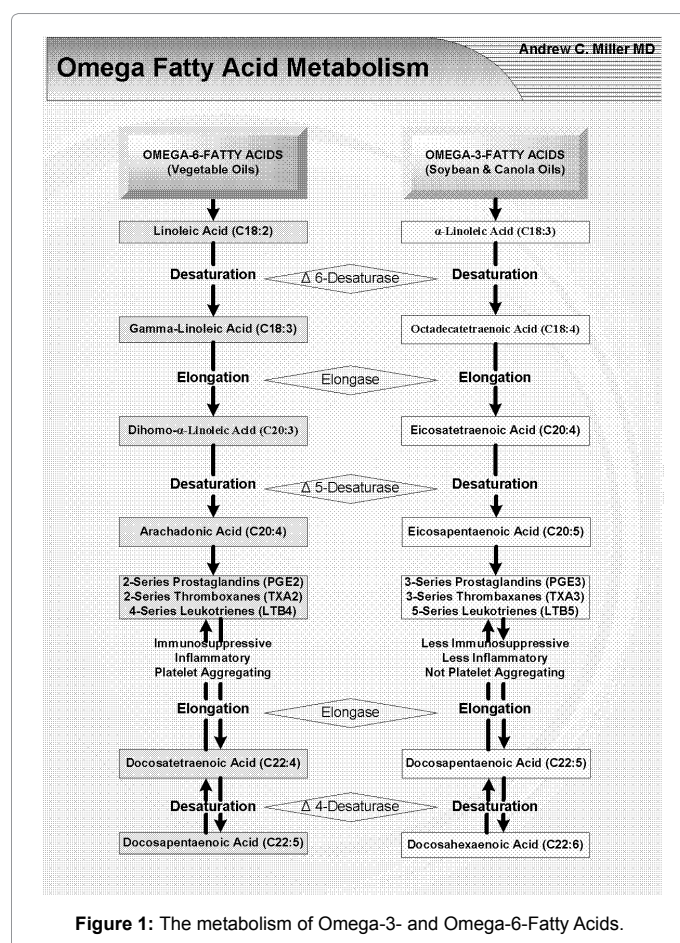 Andrew C. Miller MD
Omega Fatty Acid Metabolism
OMEGA-6-FATTY ACIDS
(Vegetable Oils)
OMEGA-3-FATTY ACIDS
(Soybean & Canola Oils)
Linoleic Acid (C18:2)
α-Linoleic Acid (C18:3)
Desaturation
Δ 6-Desaturase
Desaturation
Gamma-Linoleic Acid (C18:3)
Octadecatetraenoic Acid (C18:4)
Elongation
Elongase
Elongation
Dihomo-α-Linoleic Acid (C20:3)
Eicosatetraenoic Acid (C20:4)
Desaturation
Δ 5-Desaturase
Desaturation
Arachadonic Acid (C20:4)
Eicosapentaenoic Acid (C20:5)
2-Series Prostaglandins (PGE2)
2-Series Thromboxanes (TXA2)
4-Series Leukotrienes (LTB4)
3-Series Prostaglandins (PGE3)
3-Series Thrombaxanes (TXA3)
5-Series Leukotrienes (LTB5)
Immunosuppressive
Inflammatory
Platelet Aggregating
Less Immunosuppressive
Less Inflammatory
Not Platelet Aggregating
Elongation
Elongase
Elongation
Docosatetraenoic Acid (C22:4)
Docosapentaenoic Acid (C22:5)
Desaturation
Δ 4-Desaturase
Desaturation
Docosapentaenoic Acid (C22:5)
Docosahexaenoic Acid (C22:6)
Figure 1: The metabolism of Omega-3- and Omega-6-Fatty Acids.